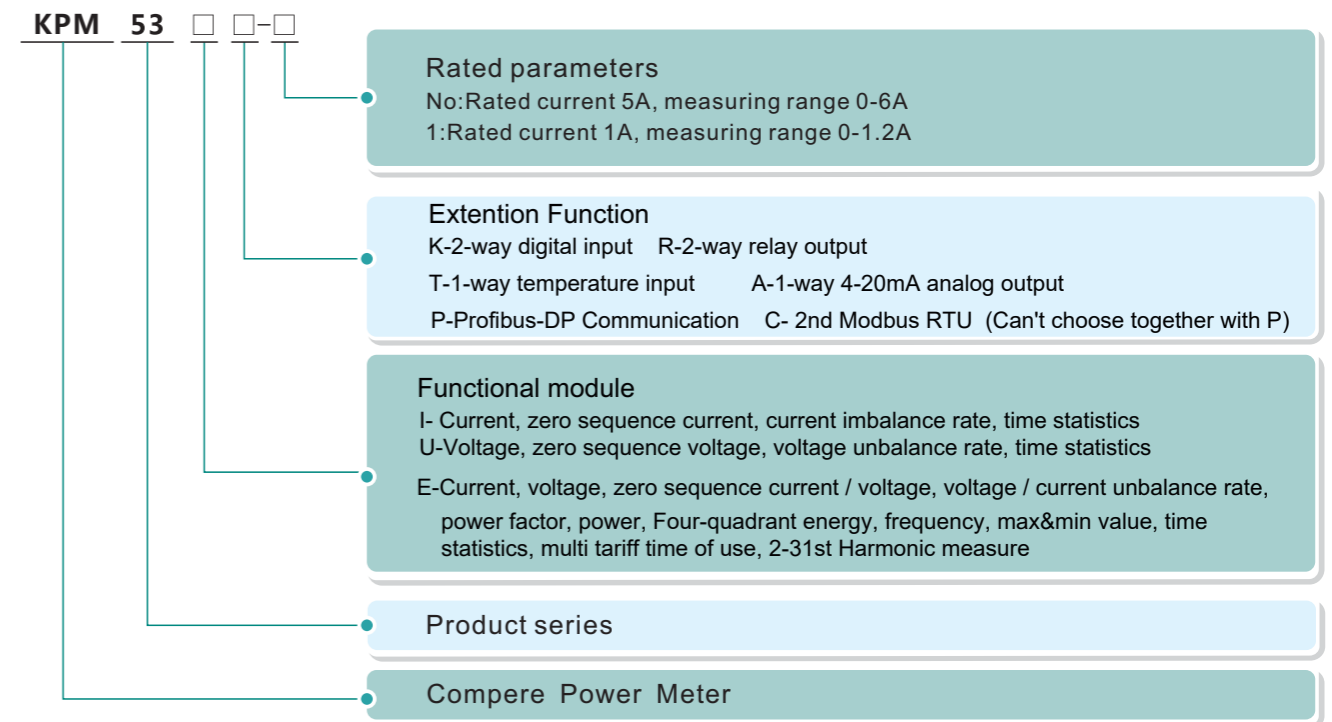 KPM 53 □ □-□
Rated parameters
No:Rated current 5A, measuring range 0-6A
1:Rated current 1A, measuring range 0-1.2A
Extention Function
K-2-way digital input R-2-way relay output
T-1-way temperature input A-1-way 4-20mA analog output
P-Profibus-DP Communication C- 2nd Modbus RTU (Can't choose together with P)
Functional module
I- Current, zero sequence current, current imbalance rate, time statistics
U-Voltage, zero sequence voltage, voltage unbalance rate, time statistics
E-Current, voltage, zero sequence current / voltage, voltage / current unbalance rate,
power factor, power, Four-quadrant energy, frequency, max&min value, time
statistics, multi tariff time of use, 2-31st Harmonic measure
Product series
Compere Power Meter